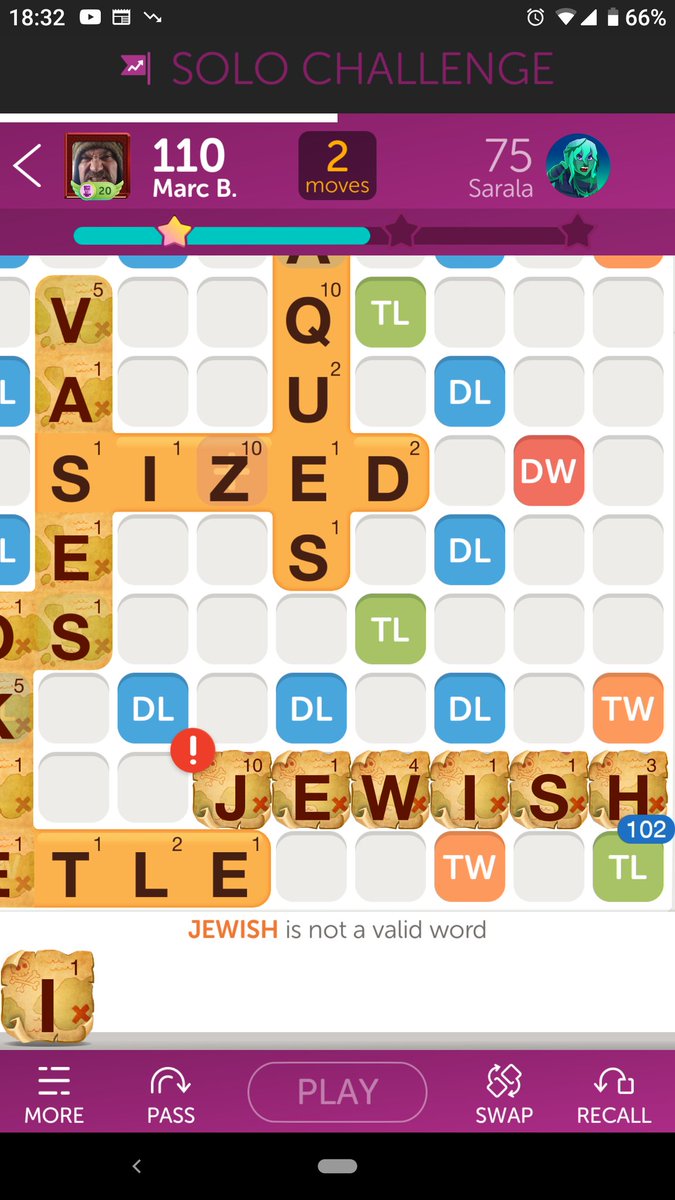 18:32 66%
SOLO CHALLENGE
110 2 75
Marc B. moves Sarala
20
A
V 5 Q 10 TL
L A 1 U 2 DL
S 1 I 1 Z 10 E 1 D 2 DW
L E 1 S 1 DL
1 S 1 TL
K 5 DL DL DL TW
1 ! J 10 E 1 W 4 I 1 S 1 H 3
102
E 1 T 1 L 2 E 1 TW TL
JEWISH is not a valid word
I 1
MORE PASS PLAY SWAP RECALL